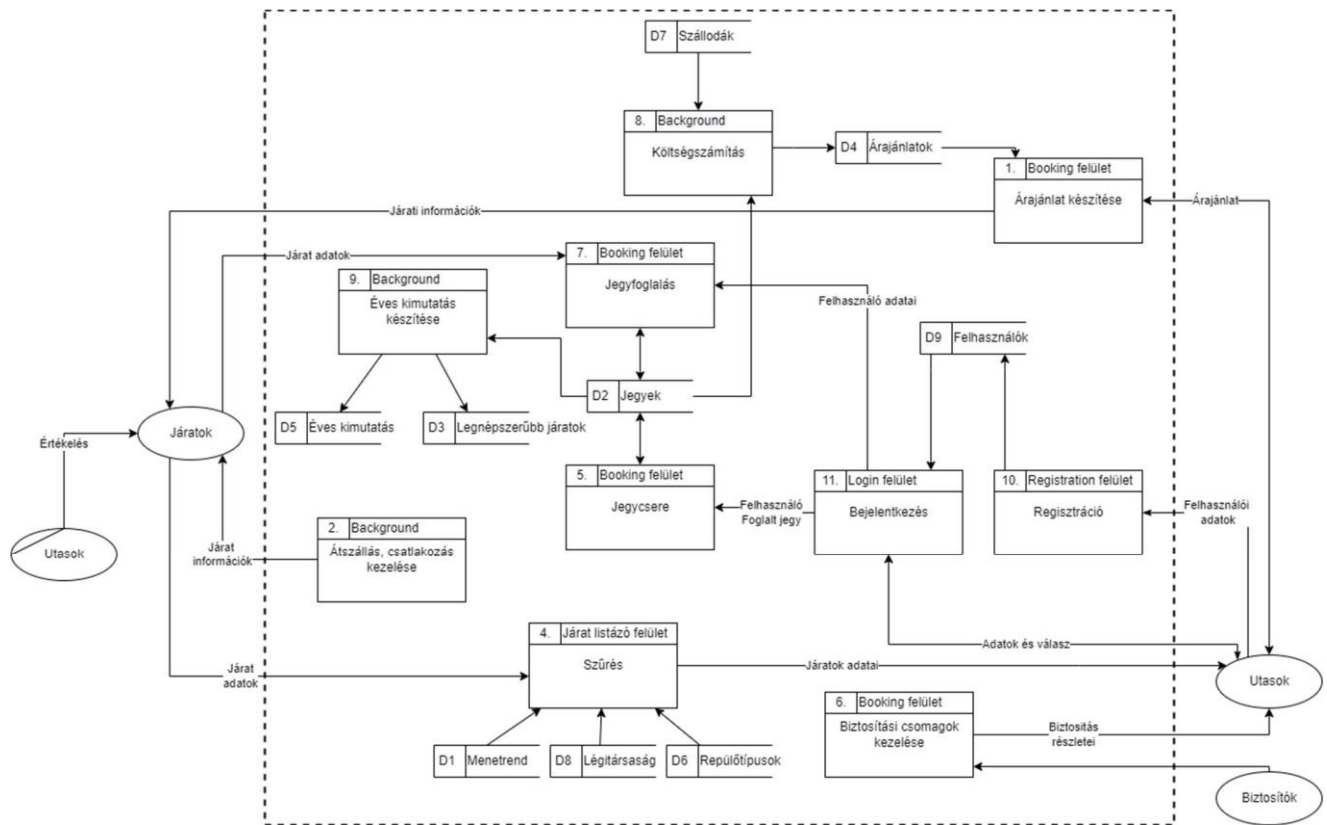 D7 Szállodák
8. Background
Költségszámítás
D4 Árajánlatok
1. Booking felület
Árajánlat készítése
Árajánlat
Járati információk
Járat adatok
7. Booking felület
Jegyfoglalás
9. Background
Éves kimutatás
készítése
Felhasználó adatai
D9 Felhasználók
D2 Jegyek
D5 Éves kimutatás
D3 Legnépszerűbb járatok
Értékelés
Járatok
5. Booking felület
Jegycsere
11. Login felület
Bejelentkezés
10. Registration felület
Regisztráció
Felhasználó
Foglalt jegy
Felhasználói
adatok
2. Background
Átszállás, csatlakozás
kezelése
Járat
információk
Utasok
4. Járat listázó felület
Szűrés
Adatok és válasz
Járat
adatok
Járatok adatai
Utasok
6. Booking felület
Biztosítási csomagok
kezelése
Biztositás
részletei
D1 Menetrend
D8 Légitársaság
D6 Repülőtípusok
Biztosítók